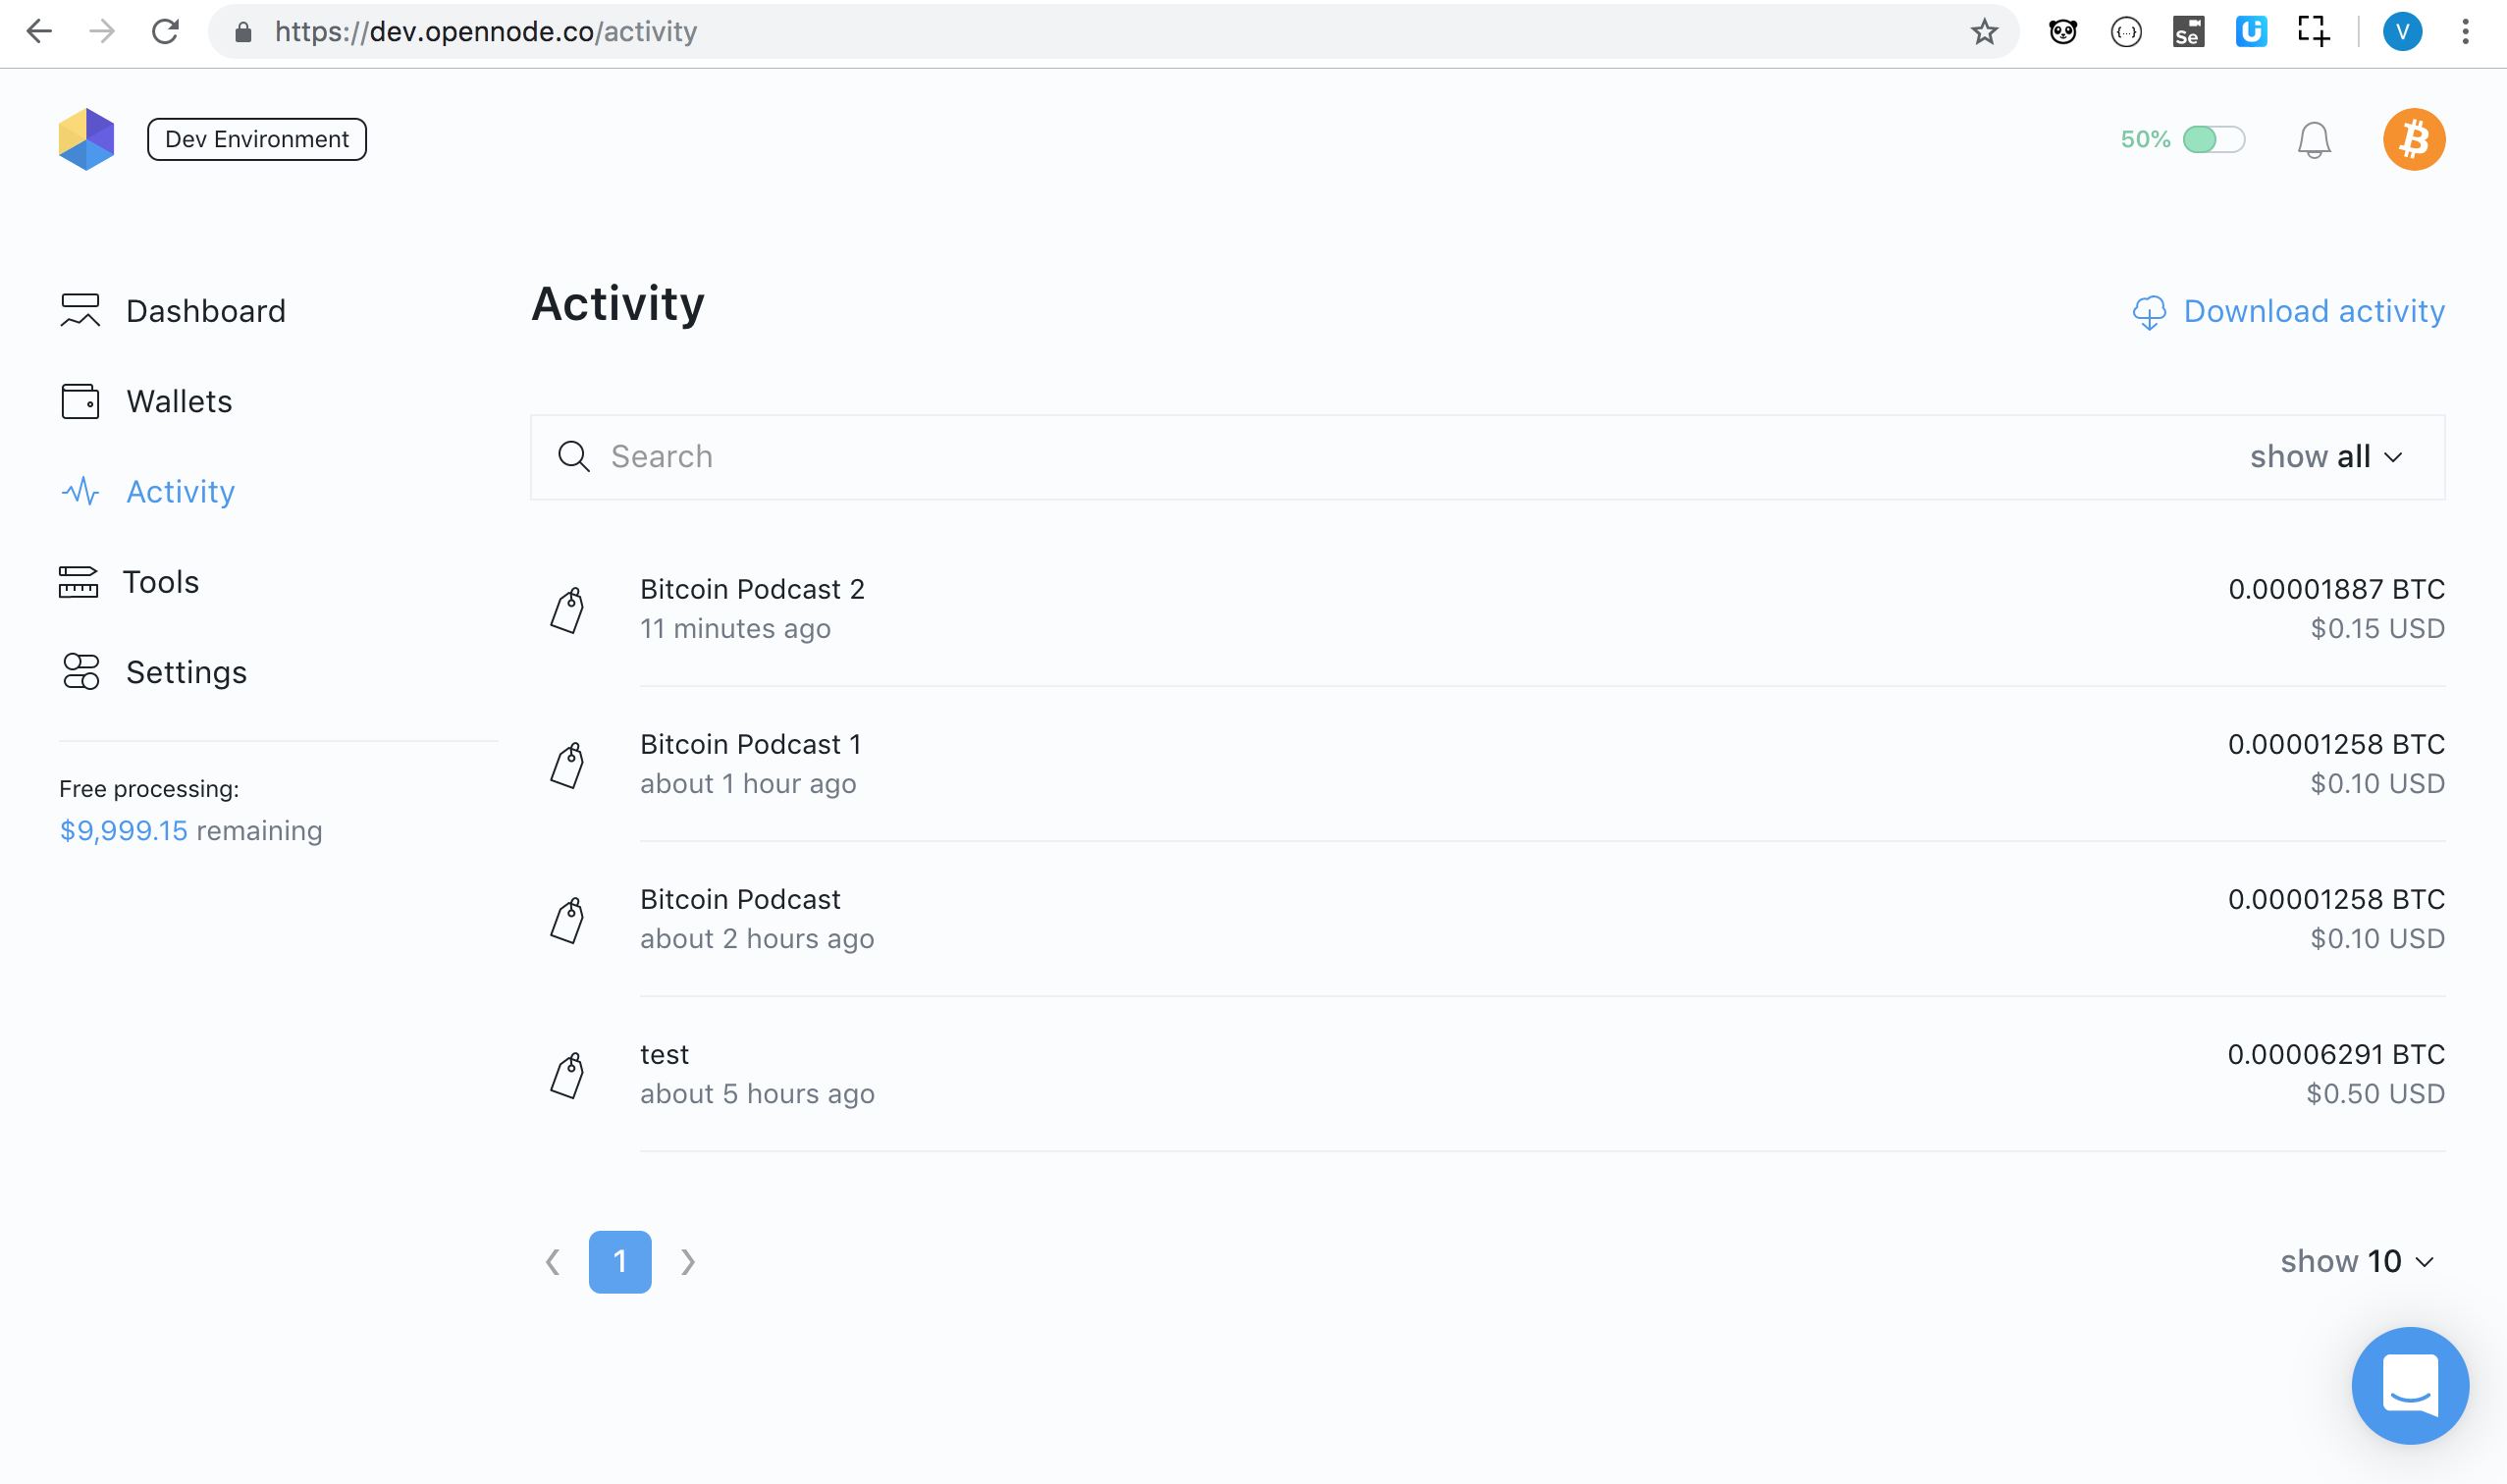 https://dev.opennode.co/activity
Se
V
Dev Environment
50%
Dashboard
Wallets
Activity
Tools
Settings
Free processing:
$9,999.15 remaining
Activity
Download activity
Search
show all
Bitcoin Podcast 2
0.00001887 BTC
11 minutes ago
$0.15 USD
Bitcoin Podcast 1
0.00001258 BTC
about 1 hour ago
$0.10 USD
Bitcoin Podcast
0.00001258 BTC
about 2 hours ago
$0.10 USD
test
0.00006291 BTC
about 5 hours ago
$0.50 USD
1
show 10